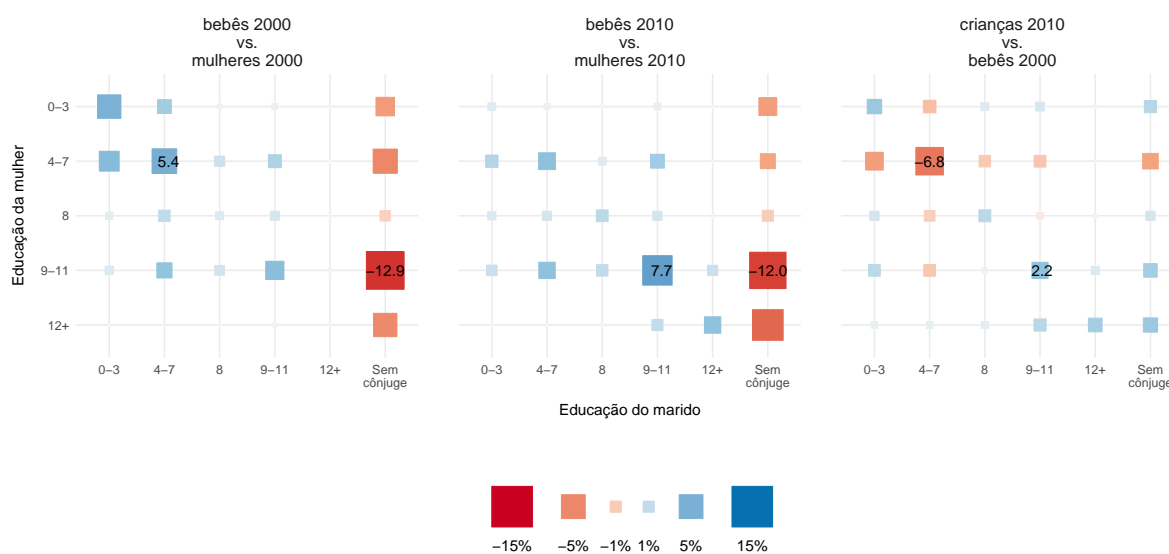 bebês 2000
vs.
mulheres 2000
bebês 2010
vs.
mulheres 2010
crianças 2010
vs.
bebês 2000
Educação da mulher
0−3
4−7
8
9−11
12+
5.4
−12.9
7.7
−12.0
−6.8
2.2
0−3 4−7 8 9−11 12+ Sem cônjuge
0−3 4−7 8 9−11 12+ Sem cônjuge
0−3 4−7 8 9−11 12+ Sem cônjuge
Educação do marido
−15% −5% −1% 1% 5% 15%